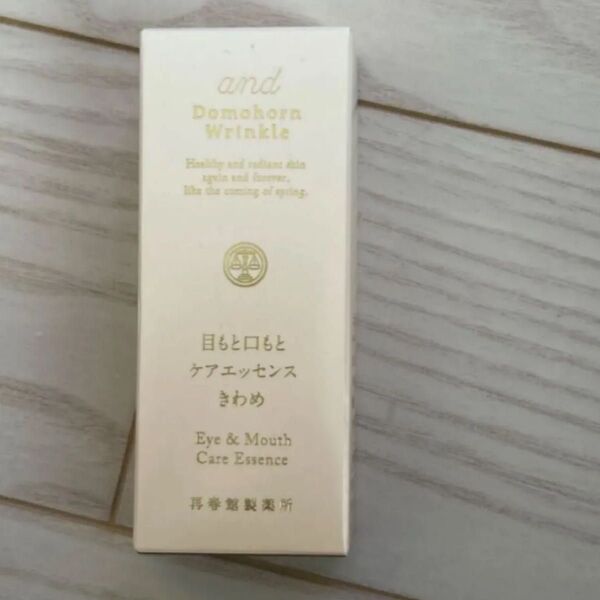 and
Domohorn
Wrinkle
Healthy and radiant skin
again and forever,
like the coming of spring.
目もと口もと
ケアエッセンス
きわめ
Eye & Mouth
Care Essence
再春館製薬所